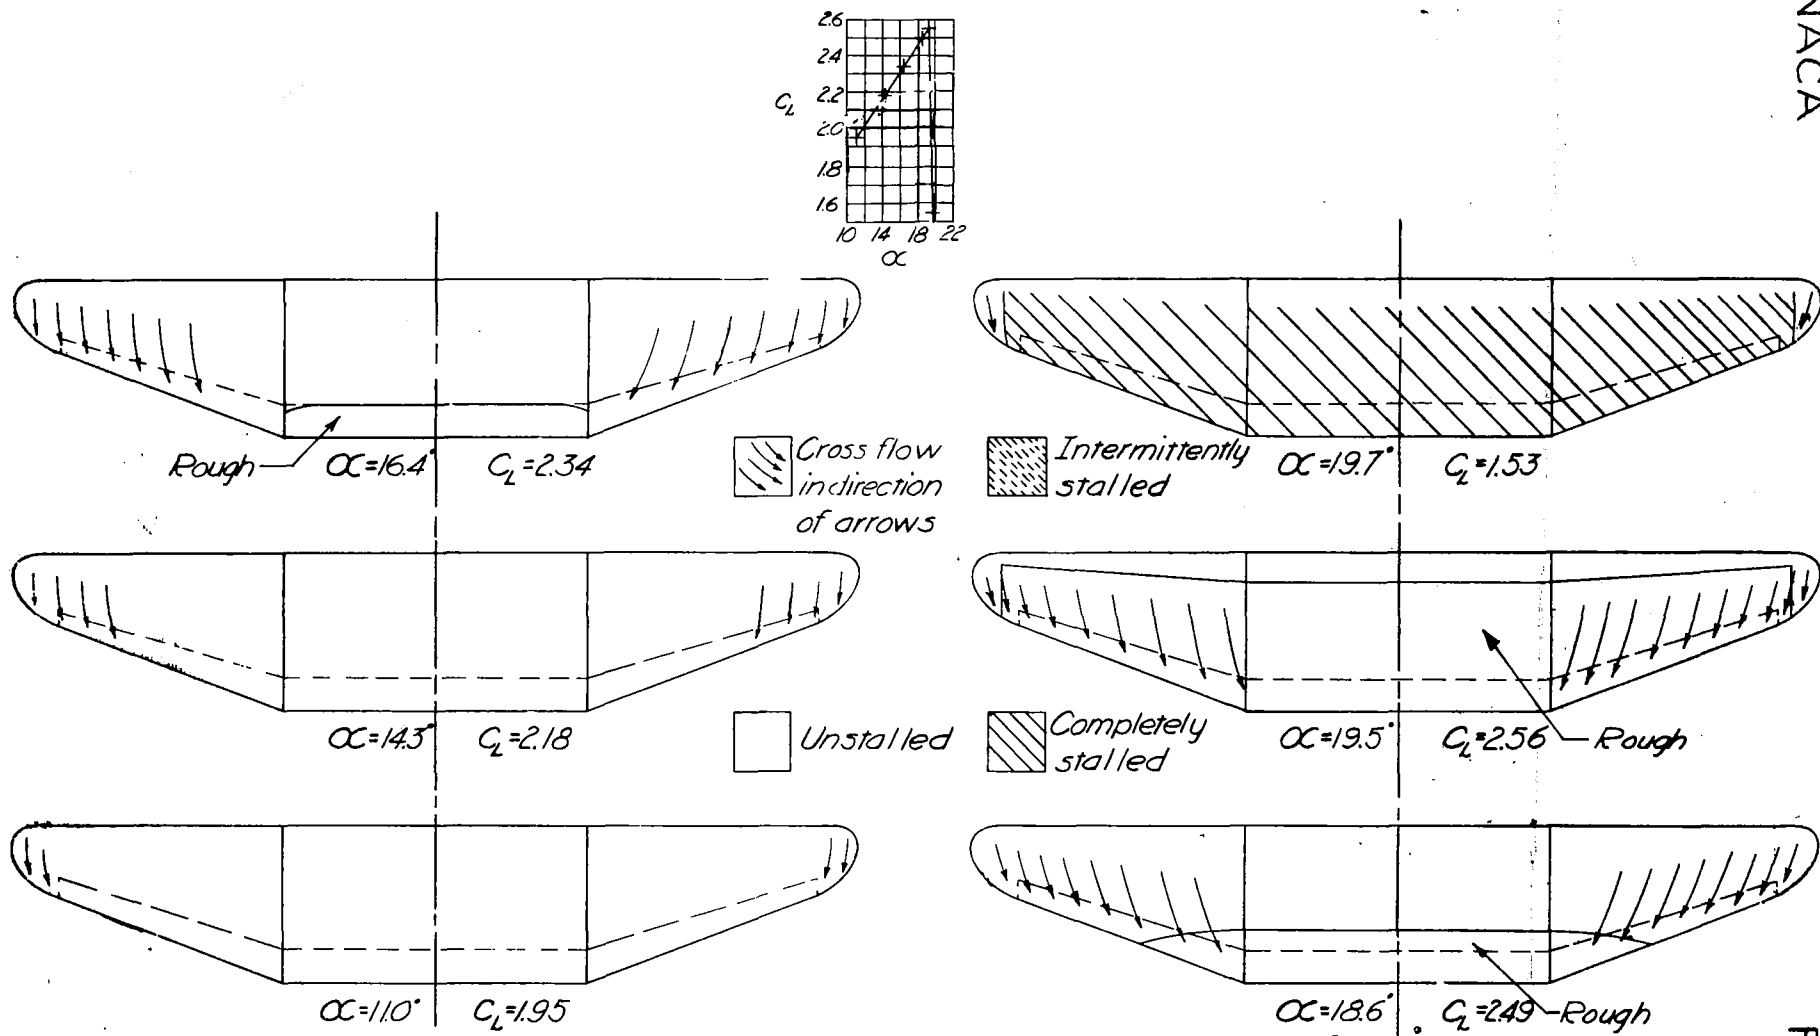 NACA
2.6
2.4
2.2
2.0
1.8
1.6
C_L
10 14 18 22
α
Rough
α=16.4° C_L=2.34
Cross flow
in direction
of arrows
Intermittently
stalled
α=19.7° C_L=1.53
α=14.3° C_L=2.18
Unstalled
Completely
stalled
α=19.5° C_L=2.56
Rough
α=11.0° C_L=1.95
α=18.6° C_L=2.49
Rough